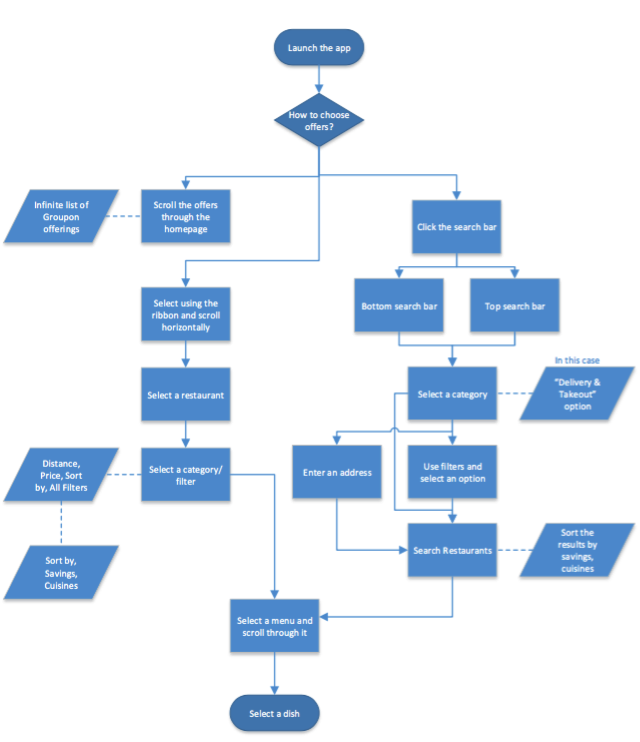 Launch the app
How to choose
offers?
Infinite list of
Groupon
offerings
Scroll the offers
through the
homepage
Click the search bar
Select using the
ribbon and scroll
horizontally
Bottom search bar
Top search bar
In this case
Select a restaurant
Select a category
"Delivery &
Takeout"
option
Distance,
Price, Sort
by, All Filters
Select a category/
filter
Enter an address
Use filters and
select an option
Sort by,
Savings,
Cuisines
Search Restaurants
Sort the
results by
savings,
cuisines
Select a menu and
scroll through it
Select a dish